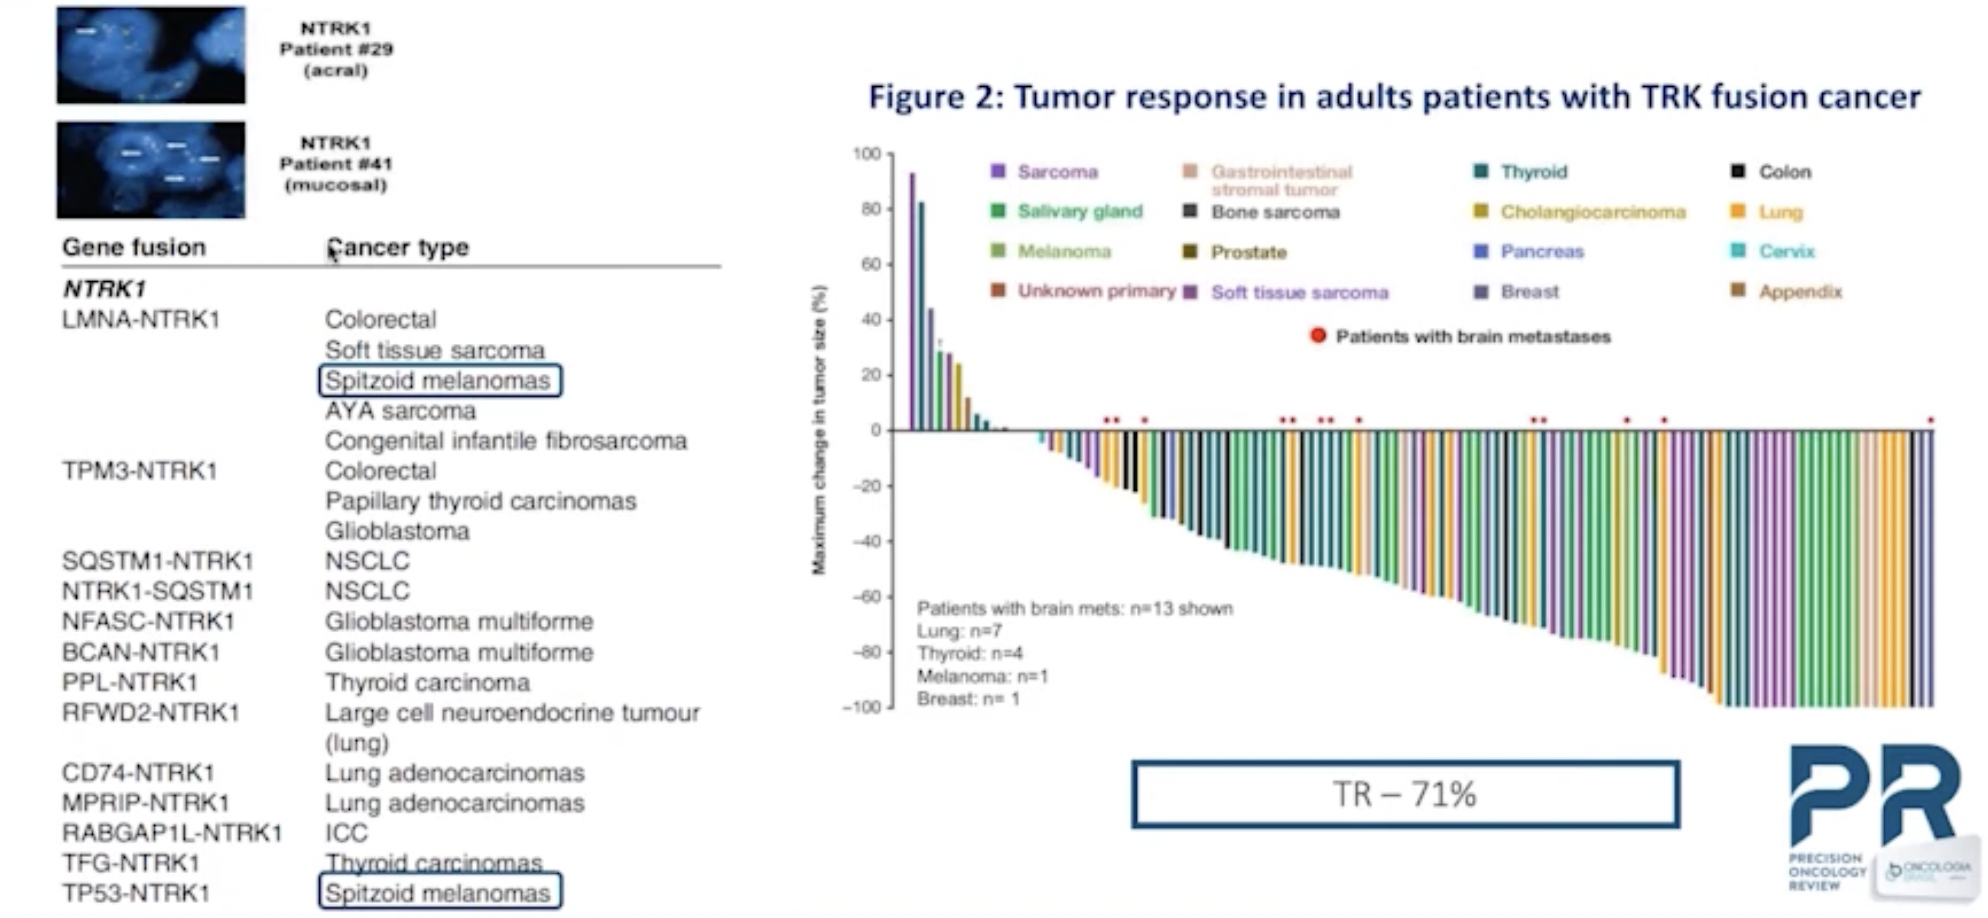 NTRK1
Patient #29
(acral)
NTRK1
Patient #41
(mucosal)
Gene fusion Cancer type
NTRK1
LMNA-NTRK1 Colorectal
Soft tissue sarcoma
Spitzoid melanomas
AYA sarcoma
Congenital infantile fibrosarcoma
TPM3-NTRK1 Colorectal
Papillary thyroid carcinomas
Glioblastoma
SQSTM1-NTRK1 NSCLC
NTRK1-SQSTM1 NSCLC
NFASC-NTRK1 Glioblastoma multiforme
BCAN-NTRK1 Glioblastoma multiforme
PPL-NTRK1 Thyroid carcinoma
RFWD2-NTRK1 Large cell neuroendocrine tumour
(lung)
CD74-NTRK1 Lung adenocarcinomas
MPRIP-NTRK1 Lung adenocarcinomas
RABGAP1L-NTRK1 ICC
TFG-NTRK1 Thyroid carcinomas
TP53-NTRK1 Spitzoid melanomas
Figure 2: Tumor response in adults patients with TRK fusion cancer
Maximum change in tumor size (%)
100
80
60
40
20
0
−20
−40
−60
−80
−100
Sarcoma
Gastrointestinal
stromal tumor
Thyroid
Colon
Salivary gland
Bone sarcoma
Cholangiocarcinoma
Lung
Melanoma
Prostate
Pancreas
Cervix
Unknown primary
Soft tissue sarcoma
Breast
Appendix
Patients with brain metastases
†
Patients with brain mets: n=13 shown
Lung: n=7
Thyroid: n=4
Melanoma: n=1
Breast: n= 1
TR – 71%
PR
PRECISION
ONCOLOGY
REVIEW
ONCOLOGIA
BRASIL